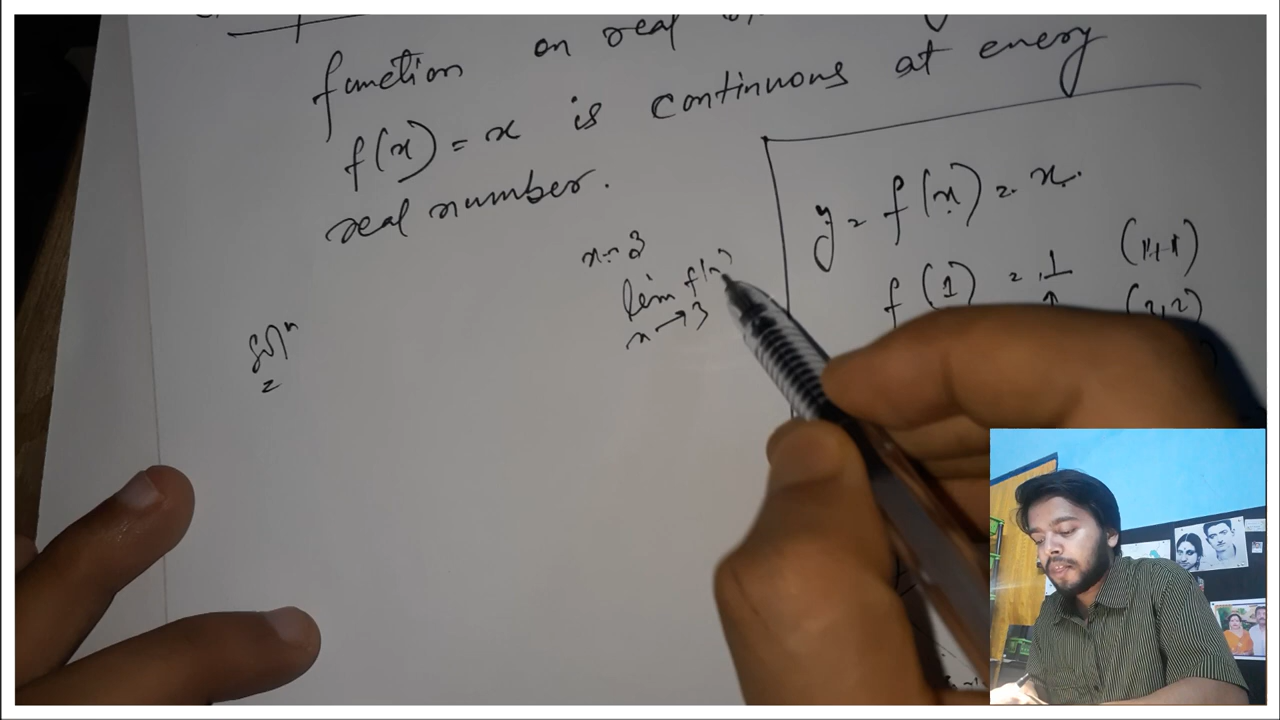 function on real
f(x) = x is continuous at every
real number.
y = f(x) = x.
x = 3
lim f(x)
x → 3
f(1) = 1 (1,1)
(2,2)
Solⁿ